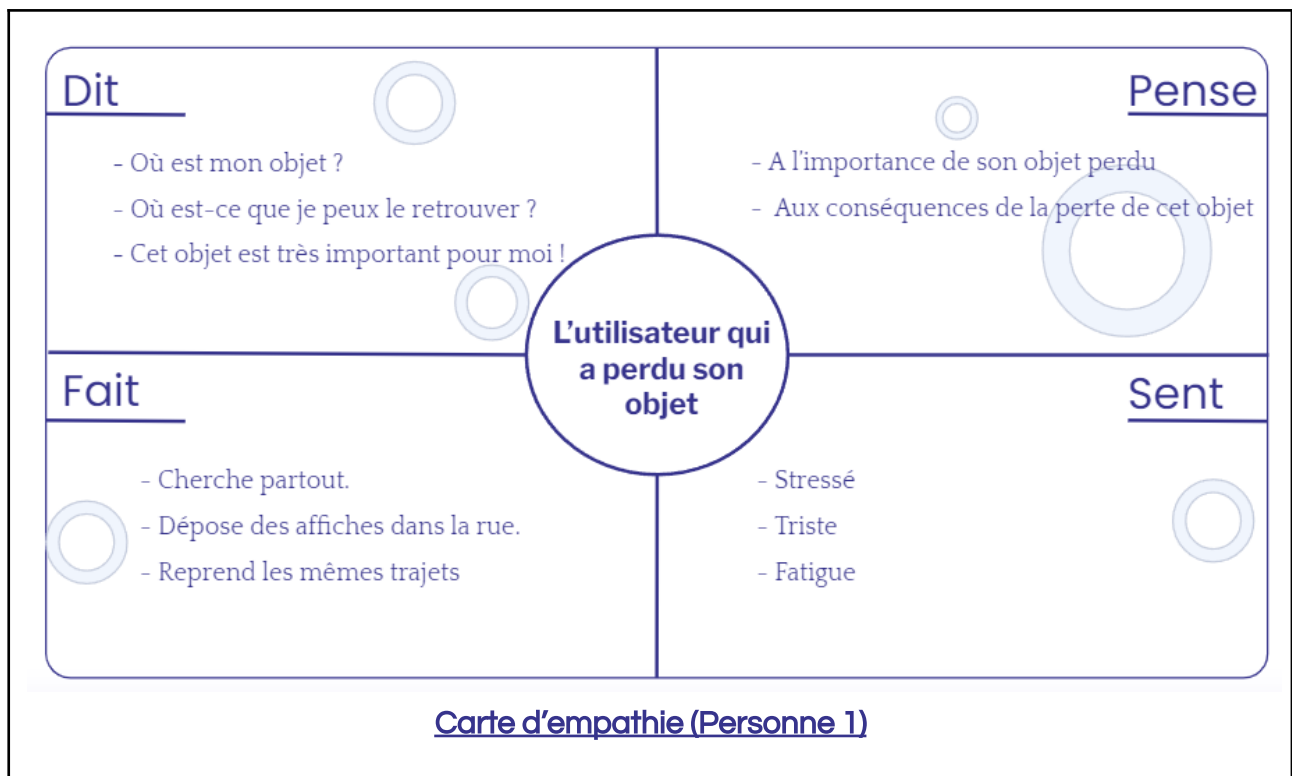 Dit
- Où est mon objet ?
- Où est-ce que je peux le retrouver ?
- Cet objet est très important pour moi !
Pense
- A l'importance de son objet perdu
- Aux conséquences de la perte de cet objet
L'utilisateur qui
a perdu son
objet
Fait
- Cherche partout.
- Dépose des affiches dans la rue.
- Reprend les mêmes trajets
Sent
- Stressé
- Triste
- Fatigue
Carte d'empathie (Personne 1)